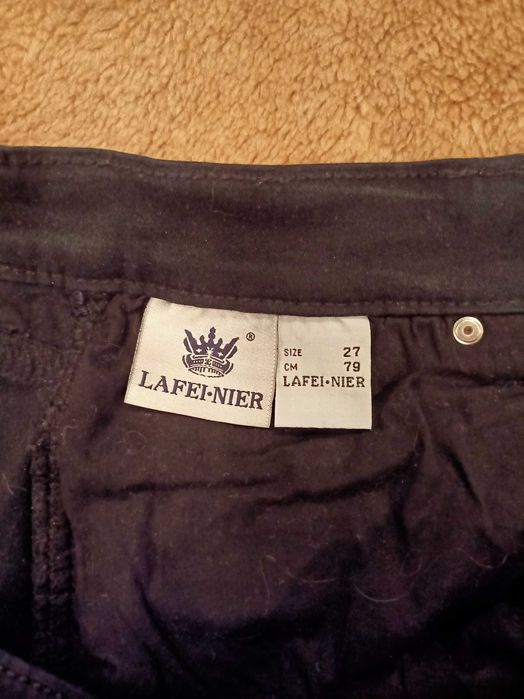 ®
LAFEI·NIER
SIZE 27
CM 79
LAFEI·NIER